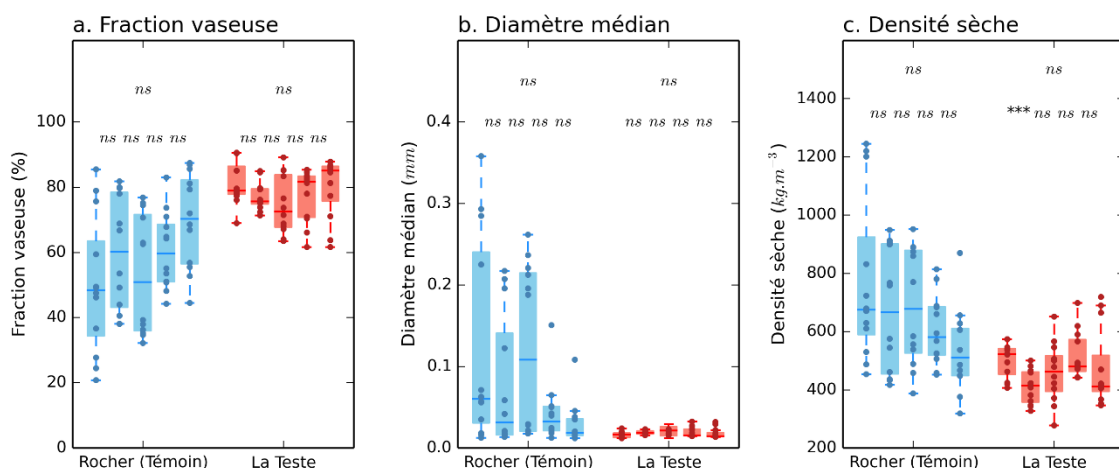 a. Fraction vaseuse
ns ns
ns ns ns ns ns ns ns ns
Fraction vaseuse (%)
100
80
60
40
20
0
Rocher (Témoin) La Teste
b. Diamètre médian
ns ns
ns ns ns ns ns ns ns ns
Diamètre médian (mm)
0.4
0.3
0.2
0.1
0.0
Rocher (Témoin) La Teste
c. Densité sèche
ns ns
ns ns ns ns *** ns ns ns
Densité sèche (kg.m⁻³)
1400
1200
1000
800
600
400
200
Rocher (Témoin) La Teste